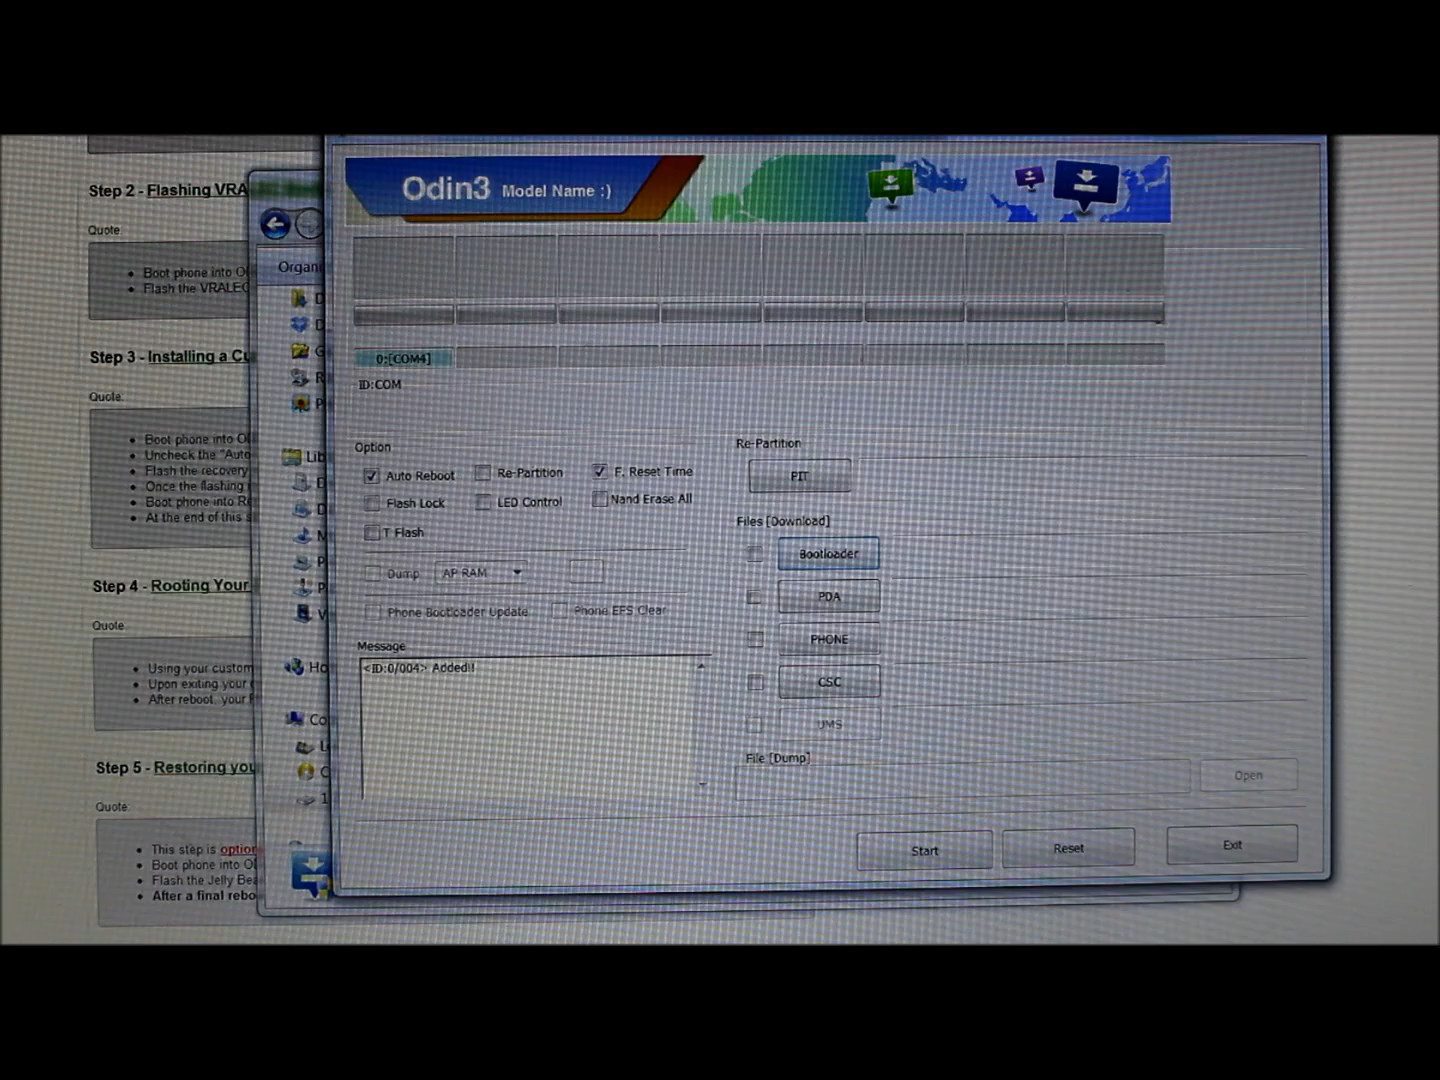 Step 2 - Flashing VRA
Quote:
Boot phone into O
Flash the VRALEC
Step 3 - Installing a Cu
Quote:
Boot phone into O
Uncheck the "Auto
Flash the recovery
Once the flashing
Boot phone into Re
At the end of this s
Step 4 - Rooting Your
Quote:
Using your custom
Upon exiting your
After reboot, your
Step 5 - Restoring you
Quote:
This step is option
Boot phone into O
Flash the Jelly Bea
After a final rebo
Organi
Lib
Ho
Co
Odin3 Model Name :)
0:[COM4]
ID:COM
Option
Auto Reboot Re-Partition F. Reset Time
Flash Lock LED Control Nand Erase All
T Flash
Dump AP RAM
Phone Bootloader Update Phone EFS Clear
Message
<ID:0/004> Added!!
Re-Partition
PIT
Files [Download]
Bootloader
PDA
PHONE
CSC
UMS
File [Dump]
Open
Start Reset Exit